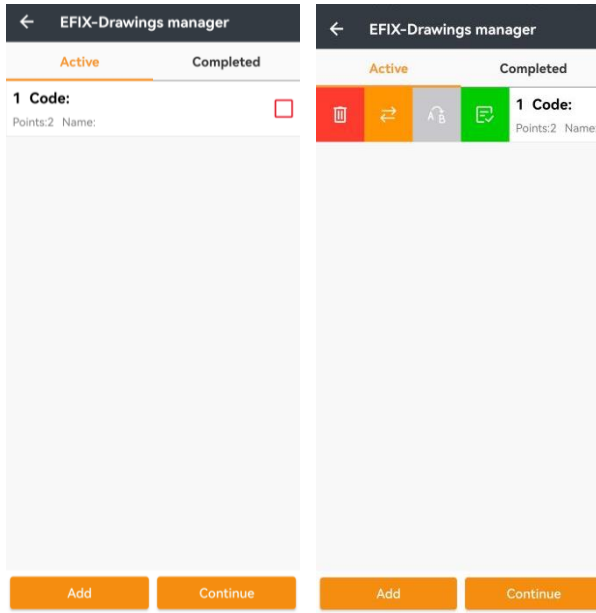 EFIX-Drawings manager
Active Completed
1 Code:
Points:2 Name:
Add Continue
EFIX-Drawings manager
Active Completed
1 Code:
Points:2 Name:
Add Continue